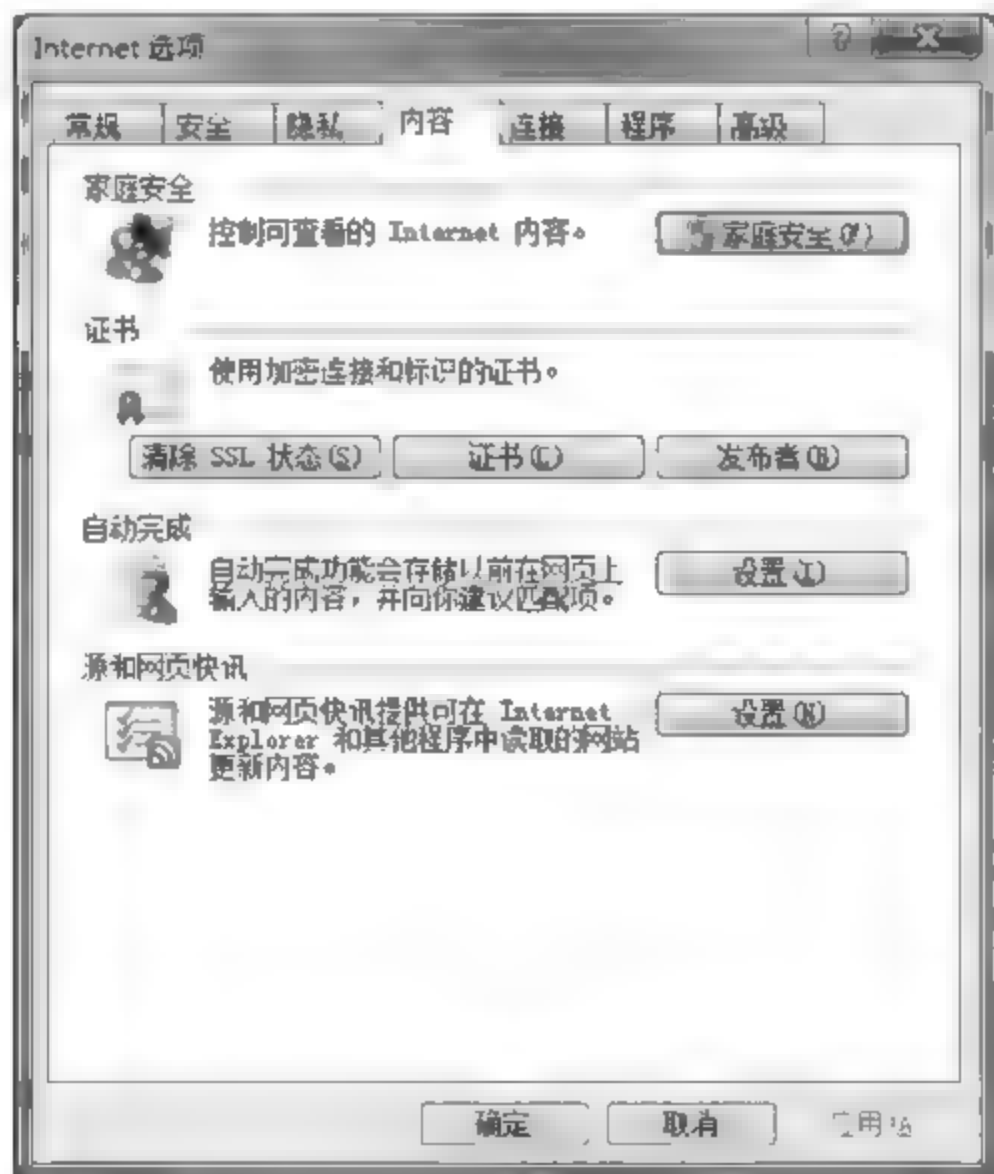 Internet 选项
常规 安全 隐私 内容 连接 程序 高级
家庭安全
控制可查看的 Internet 内容。 家庭安全(F)
证书
使用加密连接和标识的证书。
清除 SSL 状态(S) 证书(C) 发布者(B)
自动完成
自动完成功能会存储以前在网页上 设置(I)
输入的内容，并向你建议匹配项。
源和网页快讯
源和网页快讯提供可在 Internet 设置(N)
Explorer 和其他程序中读取的网站
更新内容。
确定 取消 应用(A)